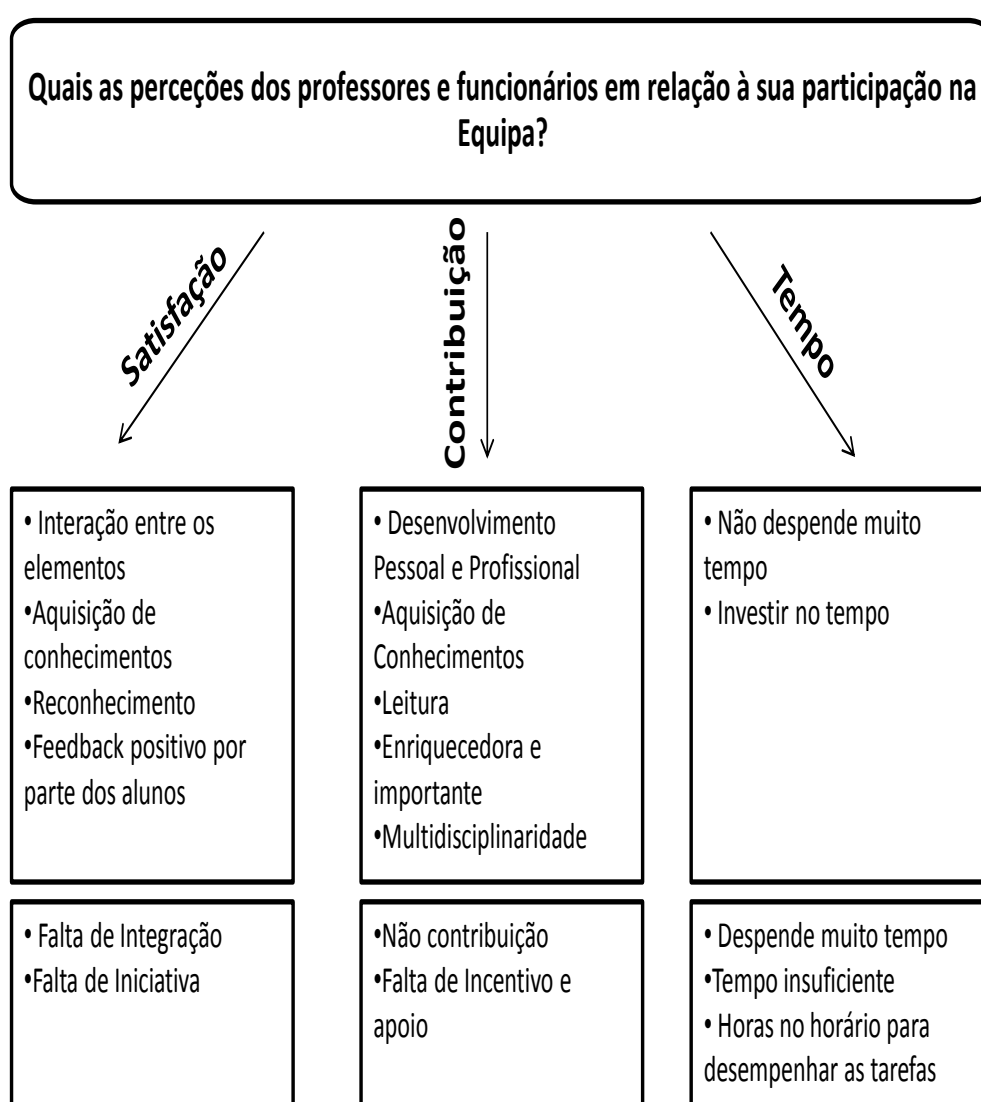 Quais as perceções dos professores e funcionários em relação à sua participação na
Equipa?
Satisfação
Contribuição
Tempo
• Interação entre os
elementos
•Aquisição de
conhecimentos
•Reconhecimento
•Feedback positivo por
parte dos alunos
• Desenvolvimento
Pessoal e Profissional
•Aquisição de
Conhecimentos
•Leitura
•Enriquecedora e
importante
•Multidisciplinaridade
• Não despende muito
tempo
• Investir no tempo
• Falta de Integração
•Falta de Iniciativa
•Não contribuição
•Falta de Incentivo e
apoio
• Despende muito tempo
•Tempo insuficiente
• Horas no horário para
desempenhar as tarefas